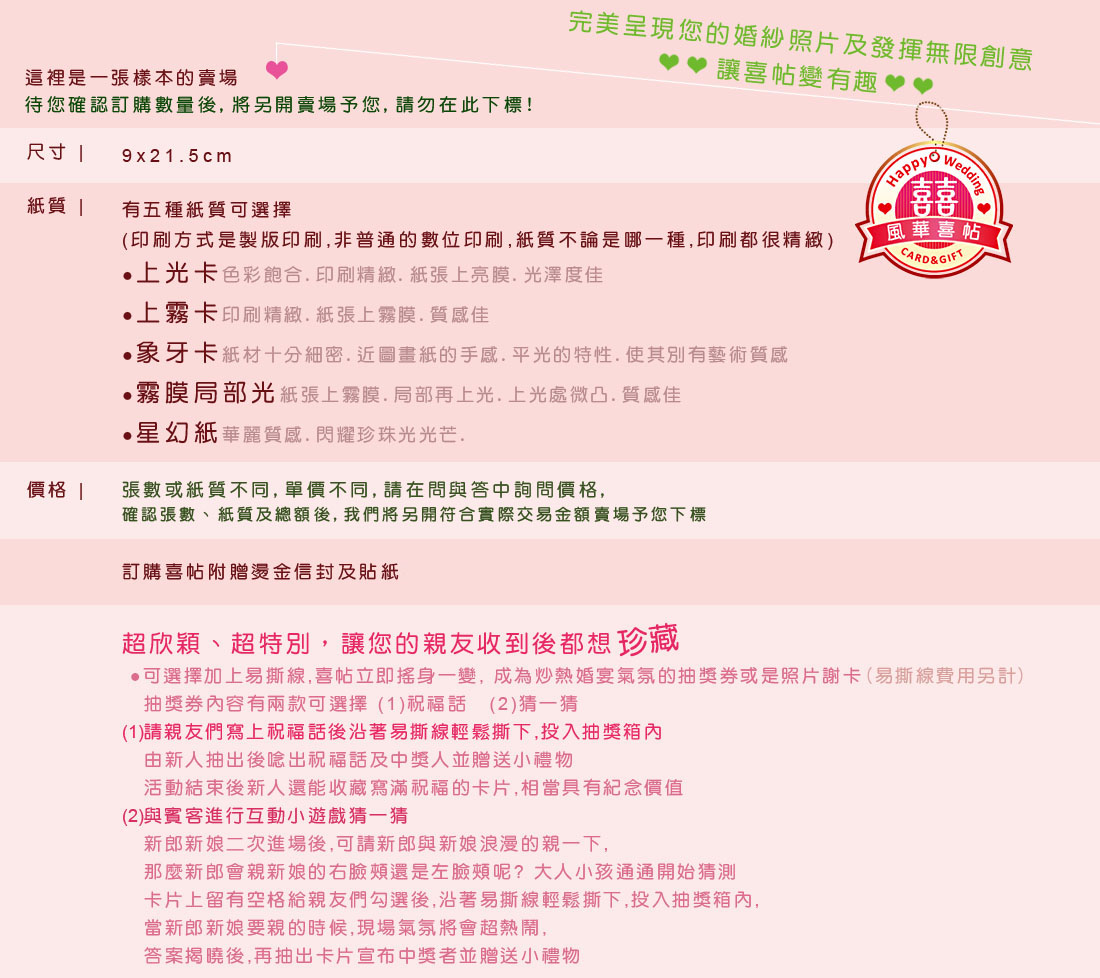 完美呈現您的婚紗照片及發揮無限創意
❤❤讓喜帖變有趣❤❤
這裡是一張樣本的賣場
待您確認訂購數量後,將另開賣場予您,請勿在此下標!
尺寸 |
9x21.5cm
Happy Wedding
囍
風華喜帖
CARD&GIFT
紙質 |
有五種紙質可選擇
(印刷方式是製版印刷,非普通的數位印刷,紙質不論是哪一種,印刷都很精緻)
●上光卡色彩飽合.印刷精緻.紙張上亮膜.光澤度佳
●上霧卡印刷精緻.紙張上霧膜.質感佳
●象牙卡紙材十分細密.近圖畫紙的手感.平光的特性.使其別有藝術質感
●霧膜局部光紙張上霧膜.局部再上光.上光處微凸.質感佳
●星幻紙華麗質感.閃耀珍珠光光芒.
價格 |
張數或紙質不同,單價不同,請在問與答中詢問價格,
確認張數、紙質及總額後,我們將另開符合實際交易金額賣場予您下標
訂購喜帖附贈燙金信封及貼紙
超欣穎、超特別，讓您的親友收到後都想珍藏
●可選擇加上易撕線,喜帖立即搖身一變, 成為炒熱婚宴氣氛的抽獎券或是照片謝卡(易撕線費用另計)
抽獎券內容有兩款可選擇 (1)祝福話 (2)猜一猜
(1)請親友們寫上祝福話後沿著易撕線輕鬆撕下,投入抽獎箱內
由新人抽出後唸出祝福話及中獎人並贈送小禮物
活動結束後新人還能收藏寫滿祝福的卡片,相當具有紀念價值
(2)與賓客進行互動小遊戲猜一猜
新郎新娘二次進場後,可請新郎與新娘浪漫的親一下,
那麼新郎會親新娘的右臉頰還是左臉頰呢? 大人小孩通通開始猜測
卡片上留有空格給親友們勾選後,沿著易撕線輕鬆撕下,投入抽獎箱內,
當新郎新娘要親的時候,現場氣氛將會超熱鬧,
答案揭曉後,再抽出卡片宣布中獎者並贈送小禮物